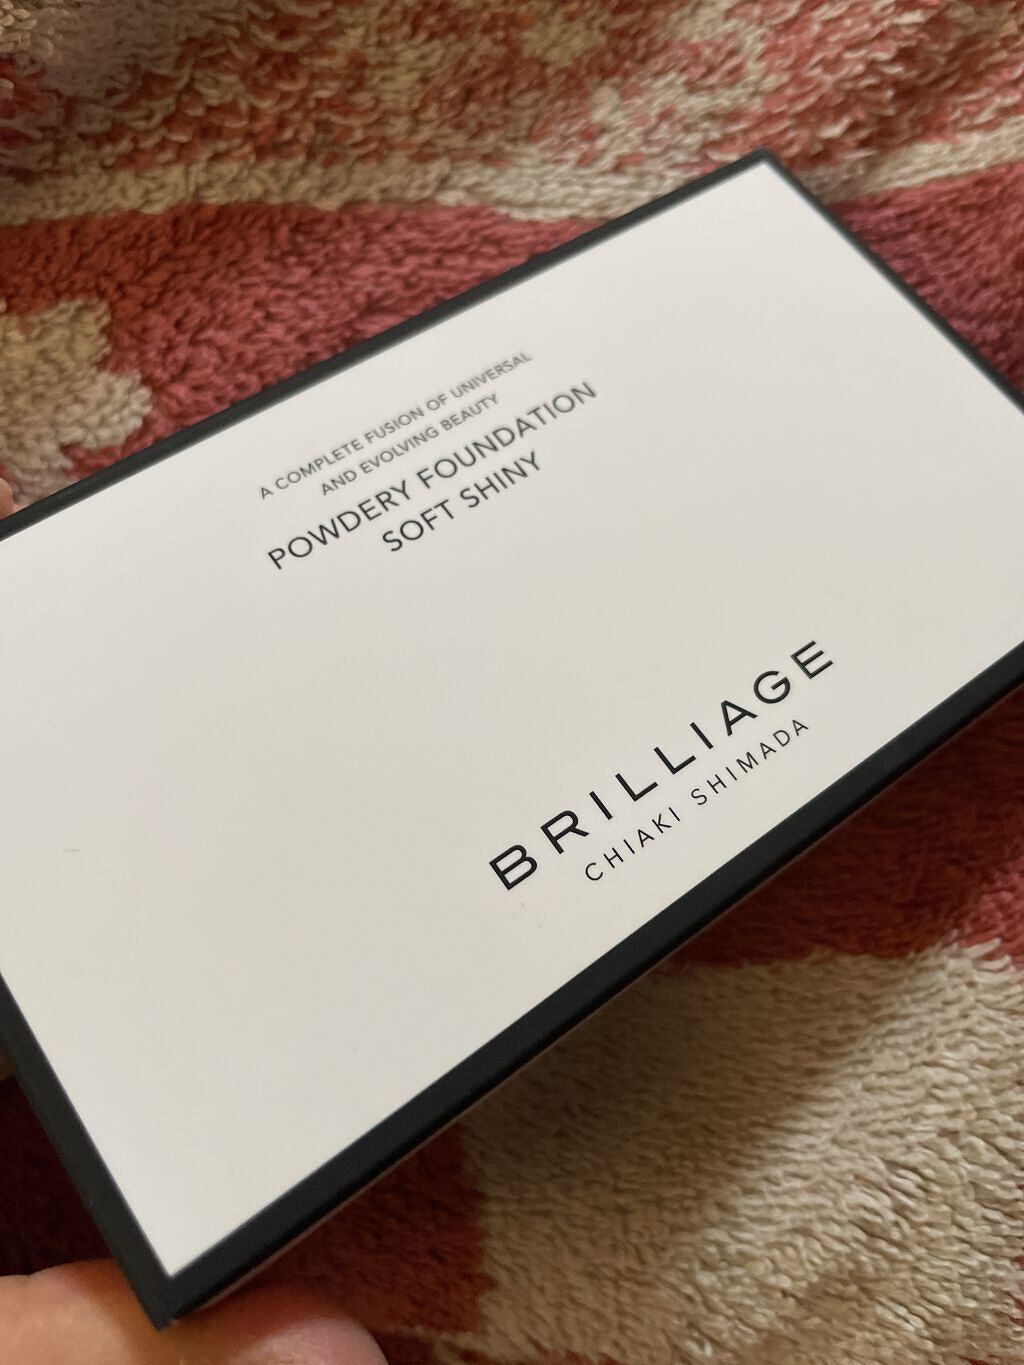 A COMPLETE FUSION OF UNIVERSAL
AND EVOLVING BEAUTY
POWDERY FOUNDATION
SOFT SHINY
BRILLIAGE
CHIAKI SHIMADA